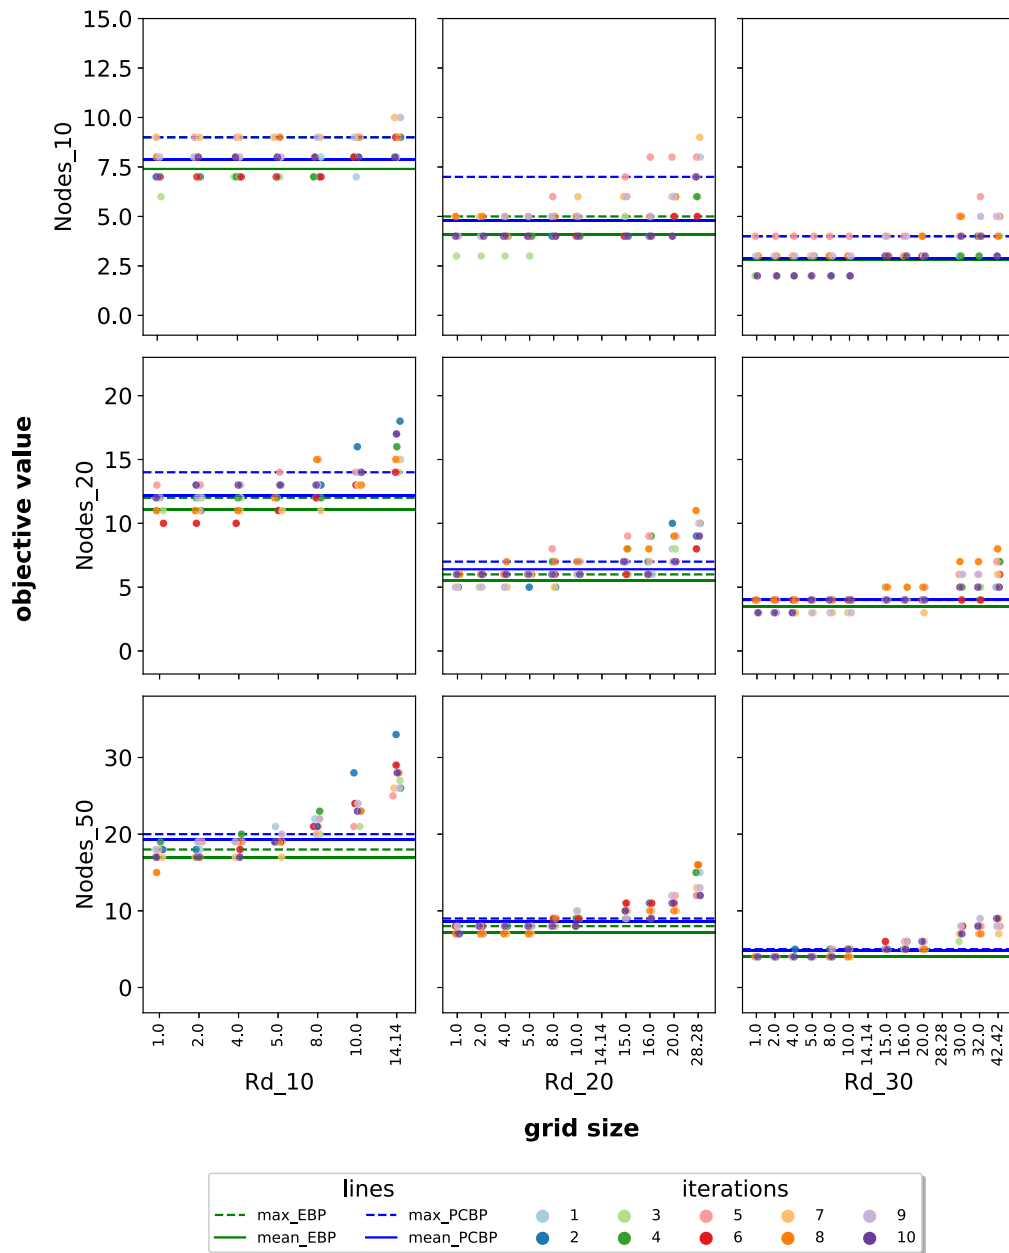 15.0
12.5
10.0
7.5
5.0
2.5
0.0
Nodes_10
20
15
10
5
0
Nodes_20
objective value
30
20
10
0
Nodes_50
1.0 2.0 4.0 5.0 8.0 10.0 14.14
1.0 2.0 4.0 5.0 8.0 10.0 14.14 15.0 16.0 20.0 28.28
1.0 2.0 4.0 5.0 8.0 10.0 14.14 15.0 16.0 20.0 28.28 30.0 32.0 42.42
Rd_10 Rd_20 Rd_30
grid size
lines iterations
max_EBP max_PCBP 1 3 5 7 9
mean_EBP mean_PCBP 2 4 6 8 10